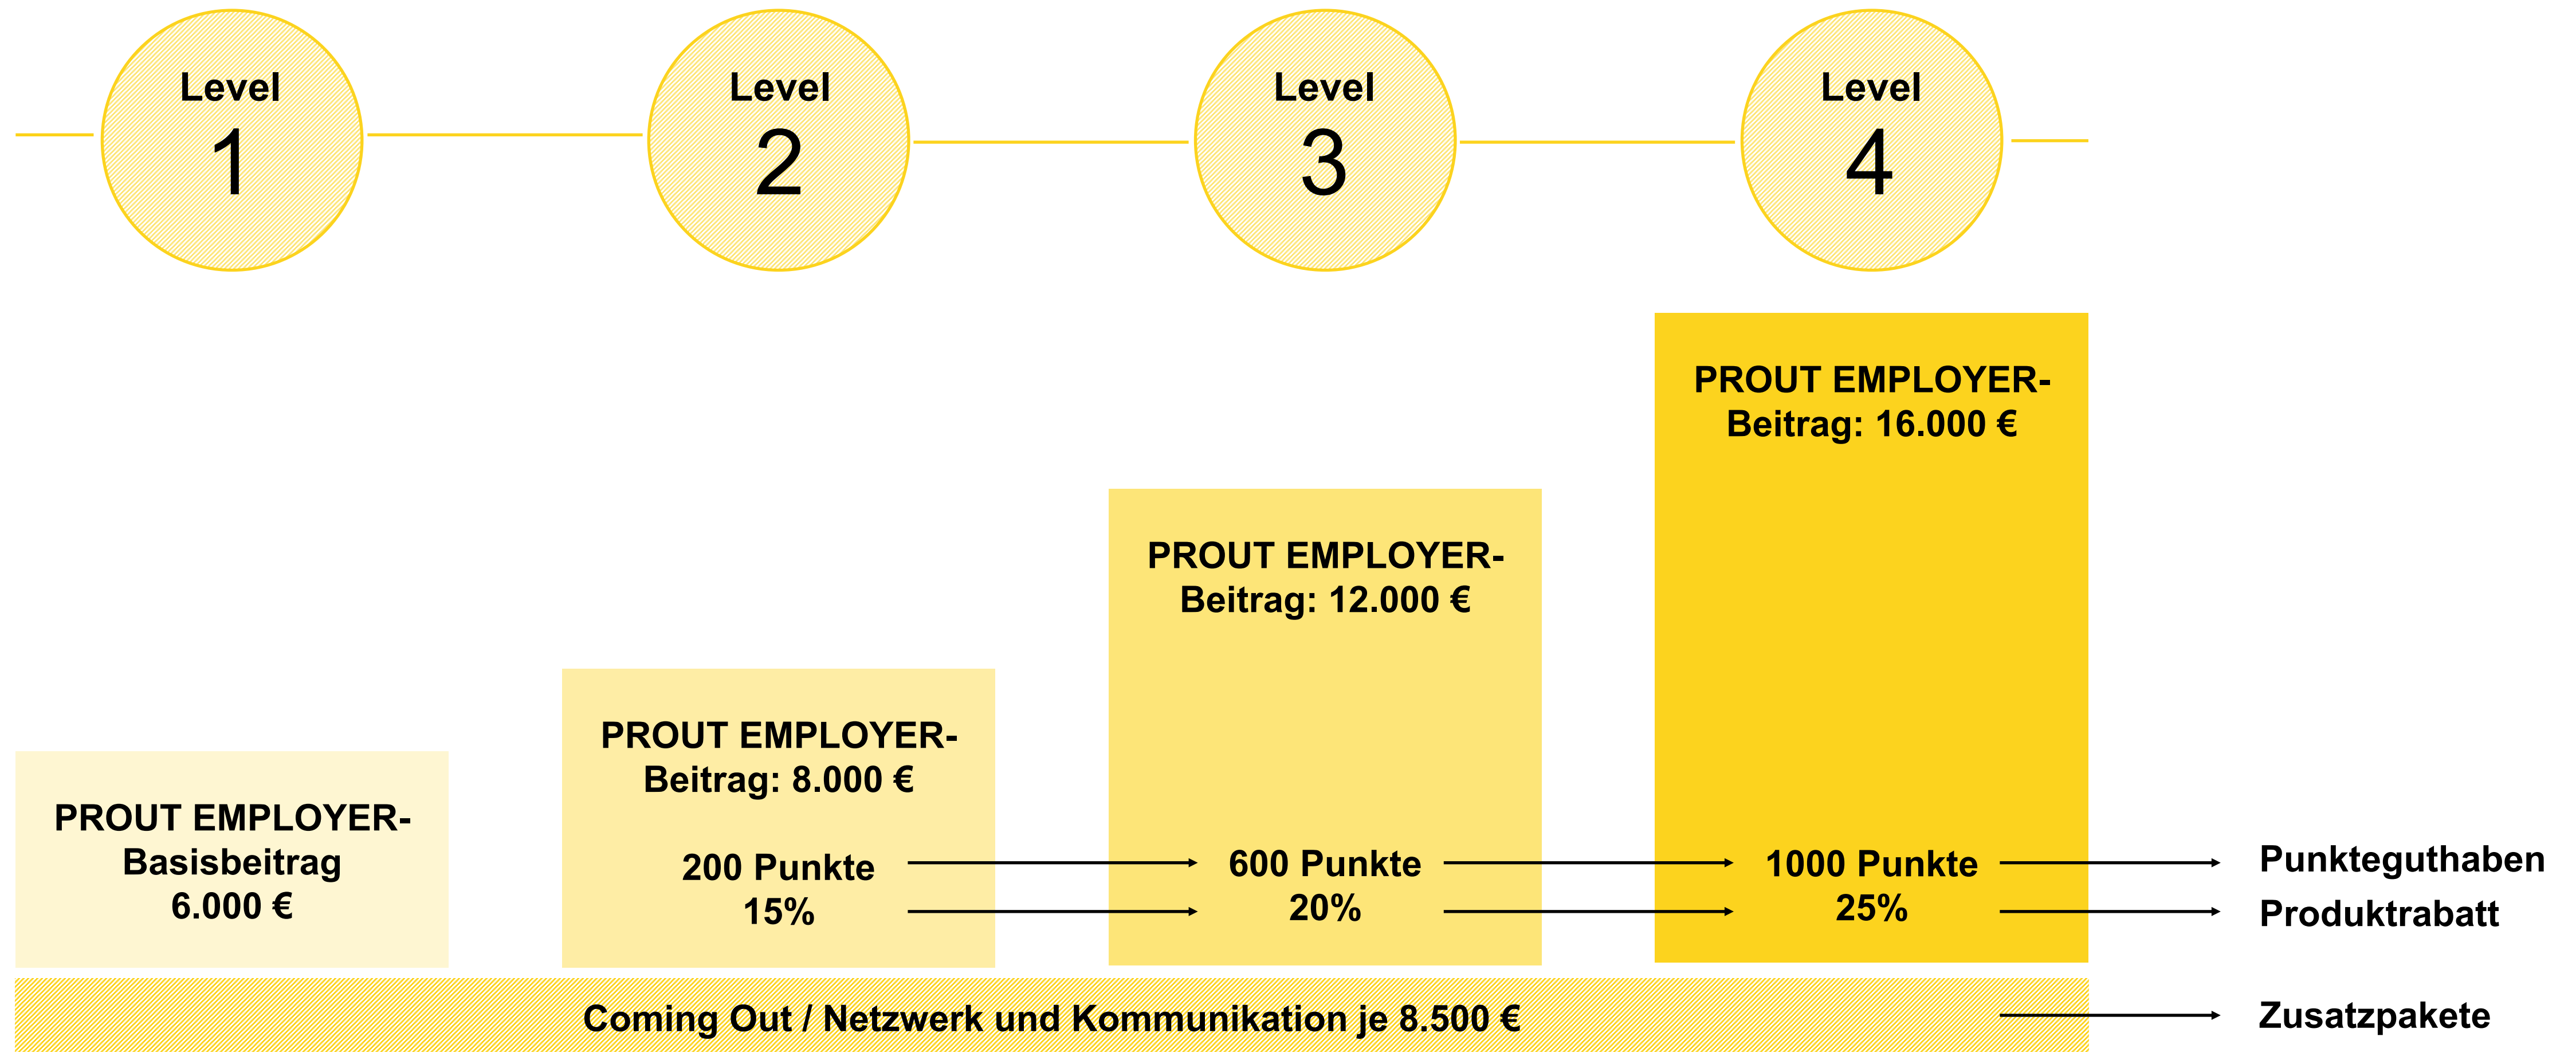 Level
1
Level
2
Level
3
Level
4
PROUT EMPLOYER-
Basisbeitrag
6.000 €
PROUT EMPLOYER-
Beitrag: 8.000 €
200 Punkte
15%
PROUT EMPLOYER-
Beitrag: 12.000 €
600 Punkte
20%
PROUT EMPLOYER-
Beitrag: 16.000 €
1000 Punkte
25%
Punkteguthaben
Produktrabatt
Coming Out / Netzwerk und Kommunikation je 8.500 €
Zusatzpakete